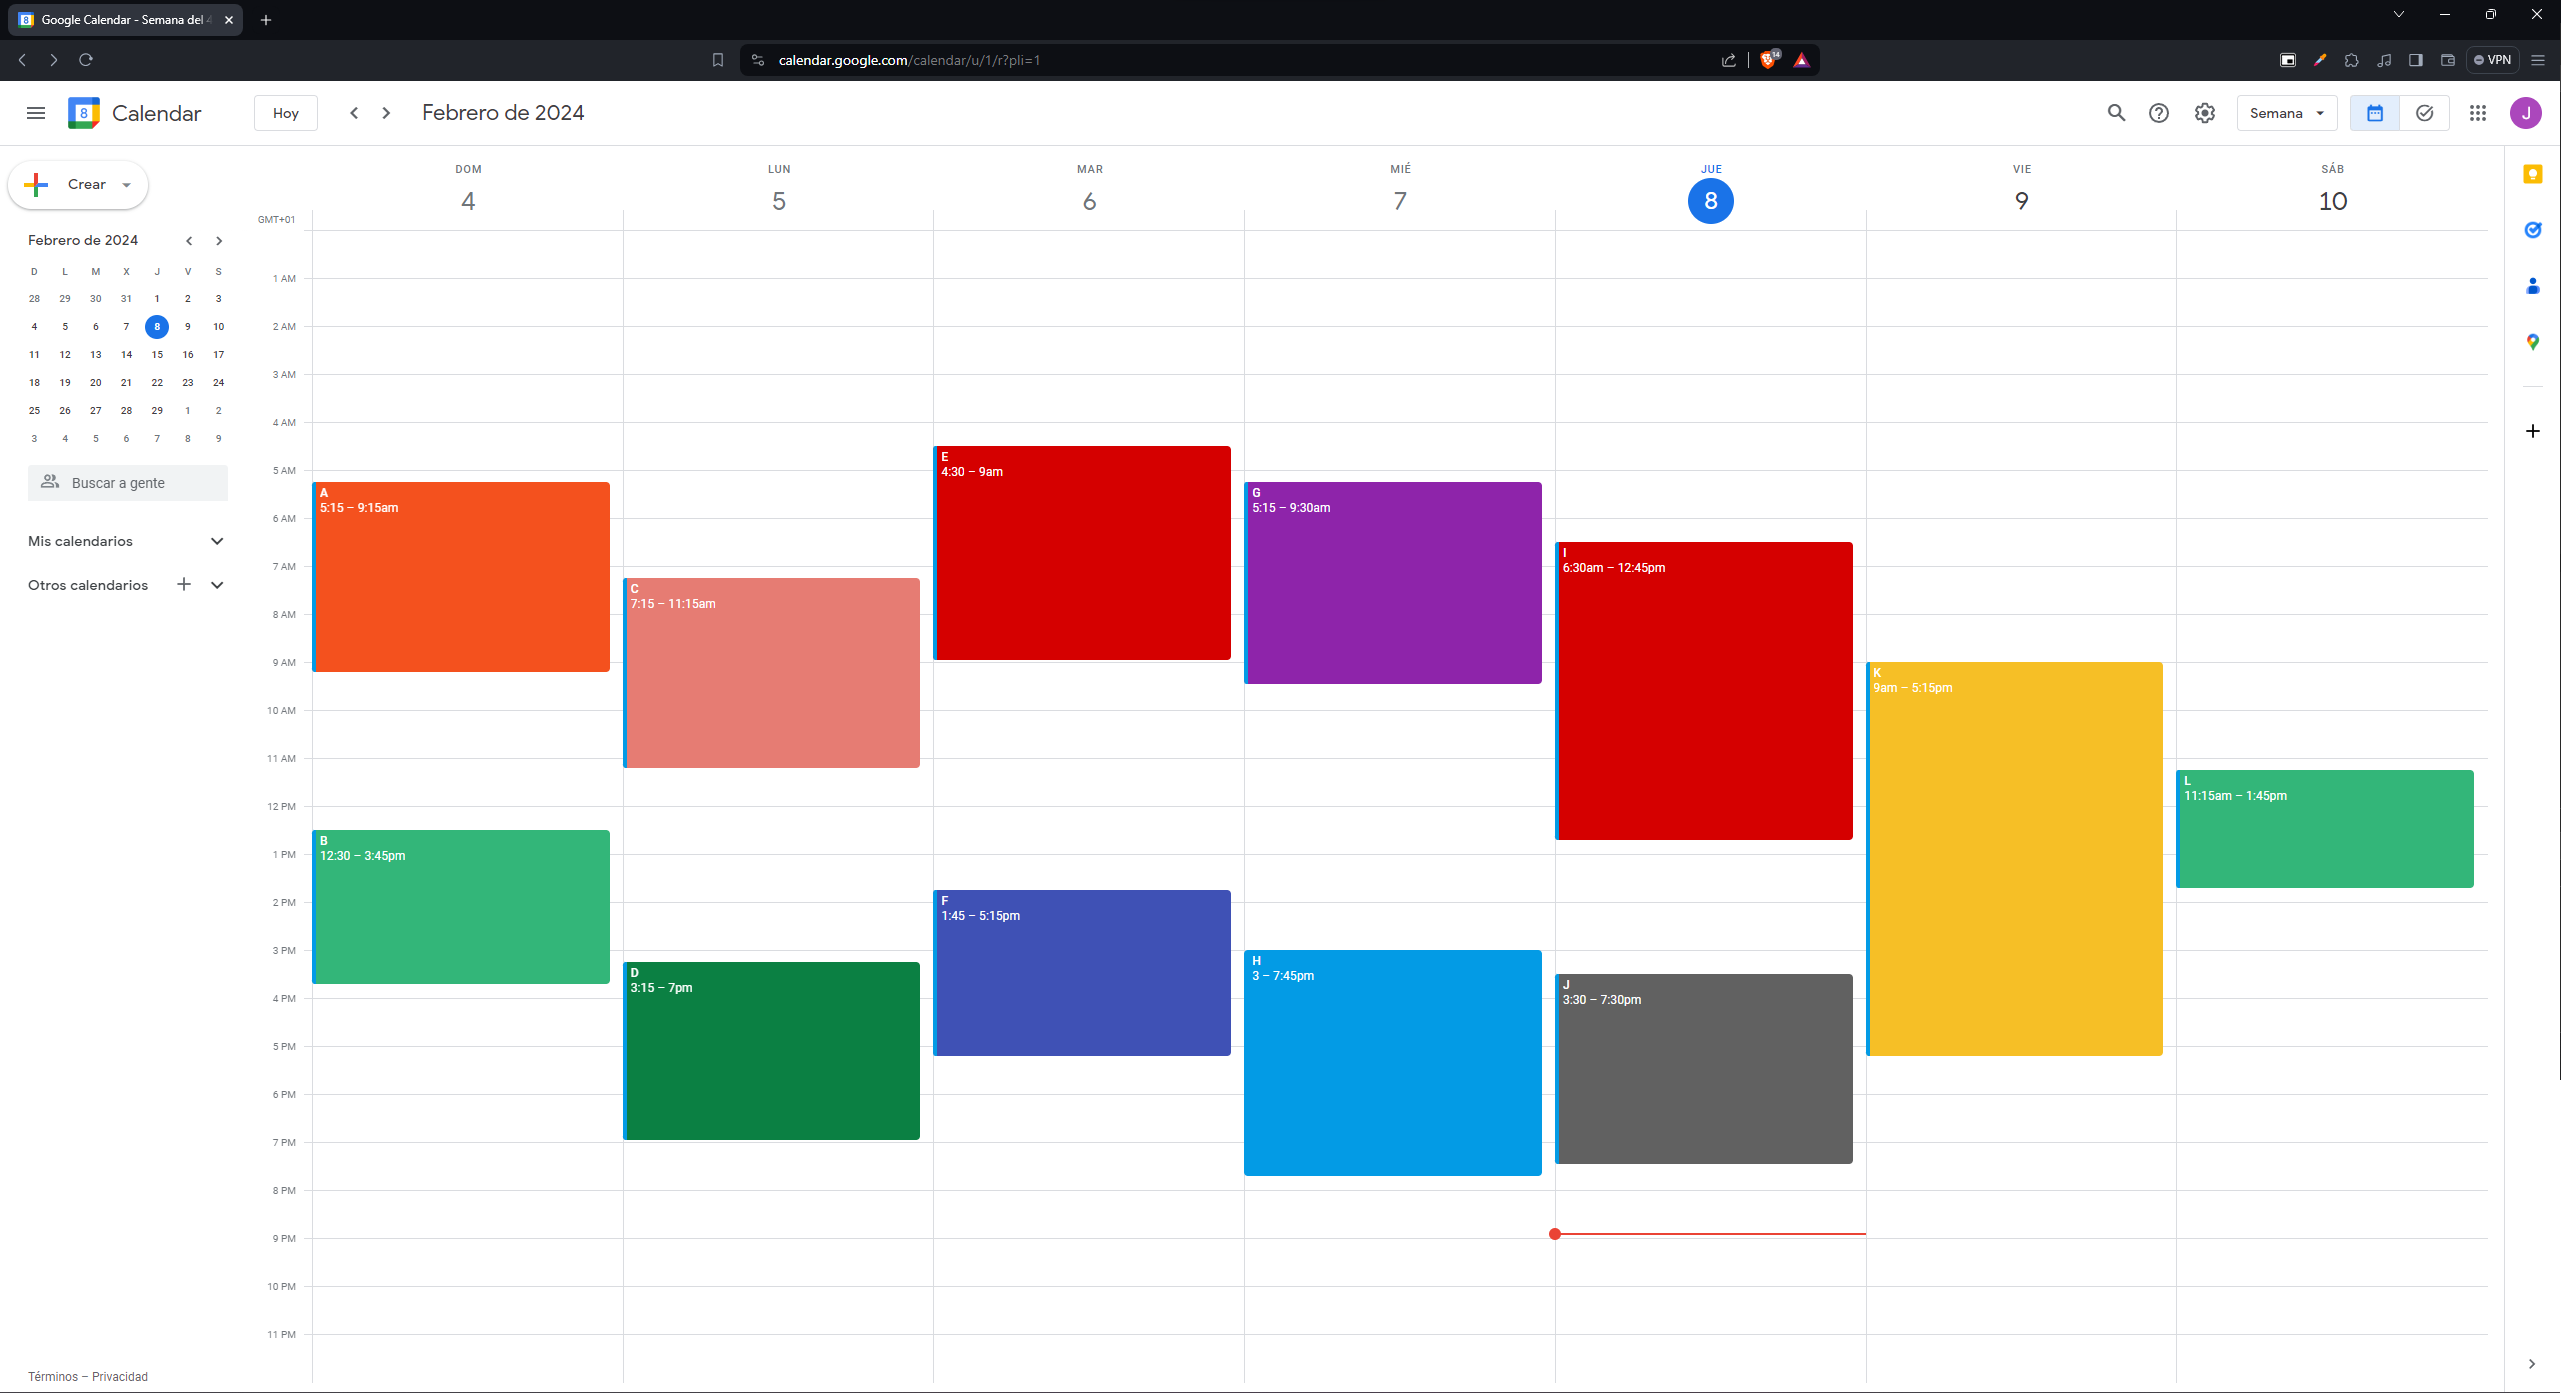 Google Calendar - Semana del 4
calendar.google.com/calendar/u/1/r?pli=1
14
VPN
8
Calendar
Hoy
Febrero de 2024
Semana
J
Crear
Febrero de 2024
D L M X J V S
28 29 30 31 1 2 3
4 5 6 7 8 9 10
11 12 13 14 15 16 17
18 19 20 21 22 23 24
25 26 27 28 29 1 2
3 4 5 6 7 8 9
Buscar a gente
Mis calendarios
Otros calendarios
Términos – Privacidad
DOM LUN MAR MIÉ JUE VIE SÁB
4 5 6 7 8 9 10
GMT+01
1 AM
2 AM
3 AM
4 AM
5 AM
6 AM
7 AM
8 AM
9 AM
10 AM
11 AM
12 PM
1 PM
2 PM
3 PM
4 PM
5 PM
6 PM
7 PM
8 PM
9 PM
10 PM
11 PM
A
5:15 – 9:15am
B
12:30 – 3:45pm
C
7:15 – 11:15am
D
3:15 – 7pm
E
4:30 – 9am
F
1:45 – 5:15pm
G
5:15 – 9:30am
H
3 – 7:45pm
I
6:30am – 12:45pm
J
3:30 – 7:30pm
K
9am – 5:15pm
L
11:15am – 1:45pm